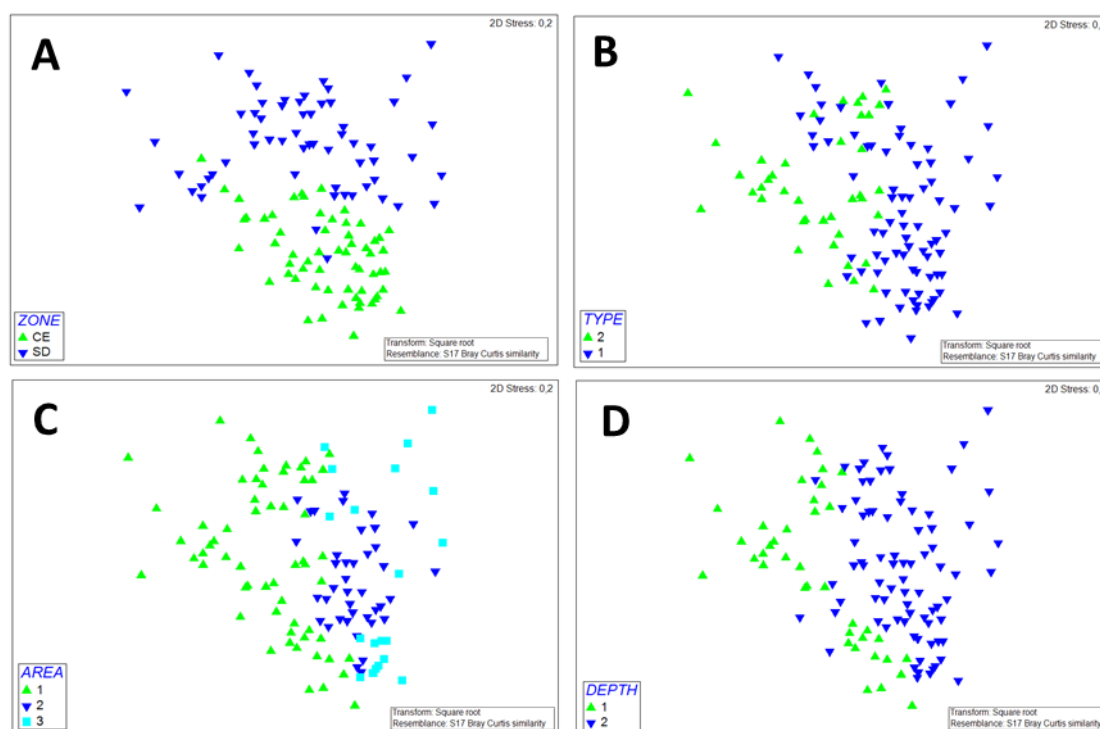 A
2D Stress: 0,2
ZONE
CE
SD
Transform: Square root
Resemblance: S17 Bray Curtis similarity
B
2D Stress: 0,
TYPE
2
1
Transform: Square root
Resemblance: S17 Bray Curtis similarity
C
2D Stress: 0,2
AREA
1
2
3
Transform: Square root
Resemblance: S17 Bray Curtis similarity
D
2D Stress: 0,
DEPTH
1
2
Transform: Square root
Resemblance: S17 Bray Curtis similarity